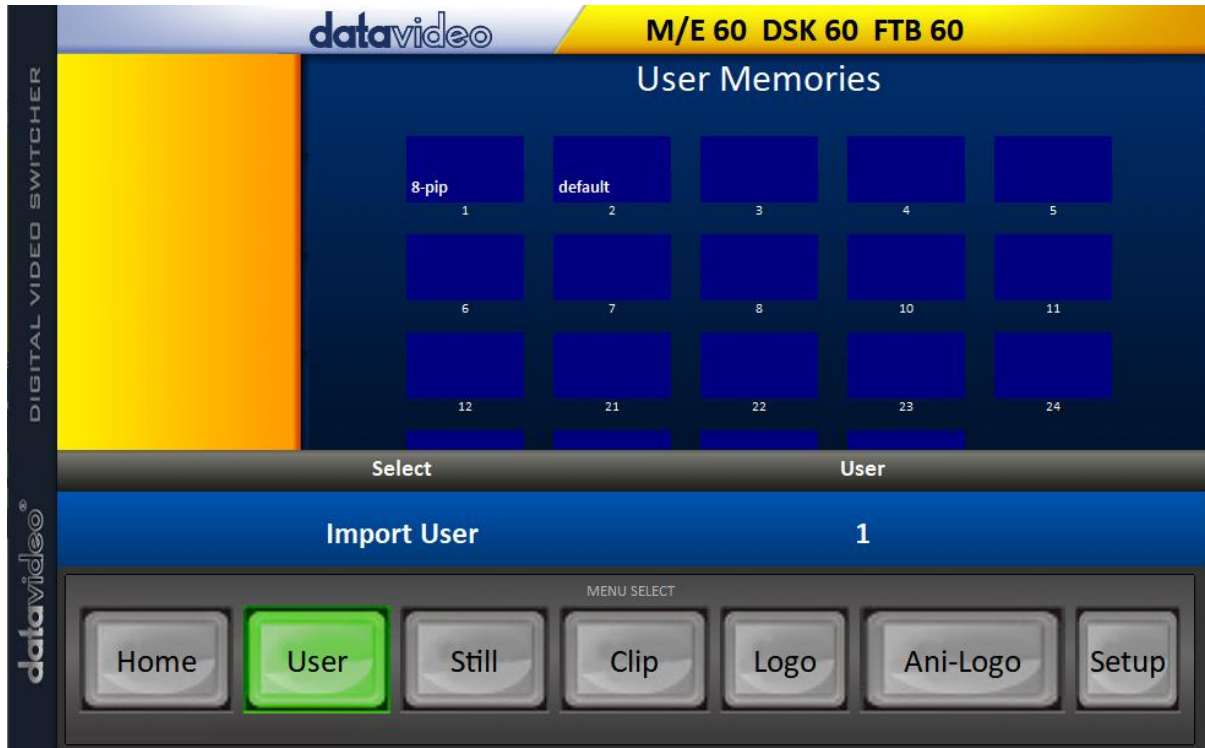 datavideo
M/E 60 DSK 60 FTB 60
DIGITAL VIDEO SWITCHER
datavideo®
User Memories
8-pip
default
1 2 3 4 5
6 7 8 10 11
12 21 22 23 24
Select User
Import User 1
MENU SELECT
Home User Still Clip Logo Ani-Logo Setup